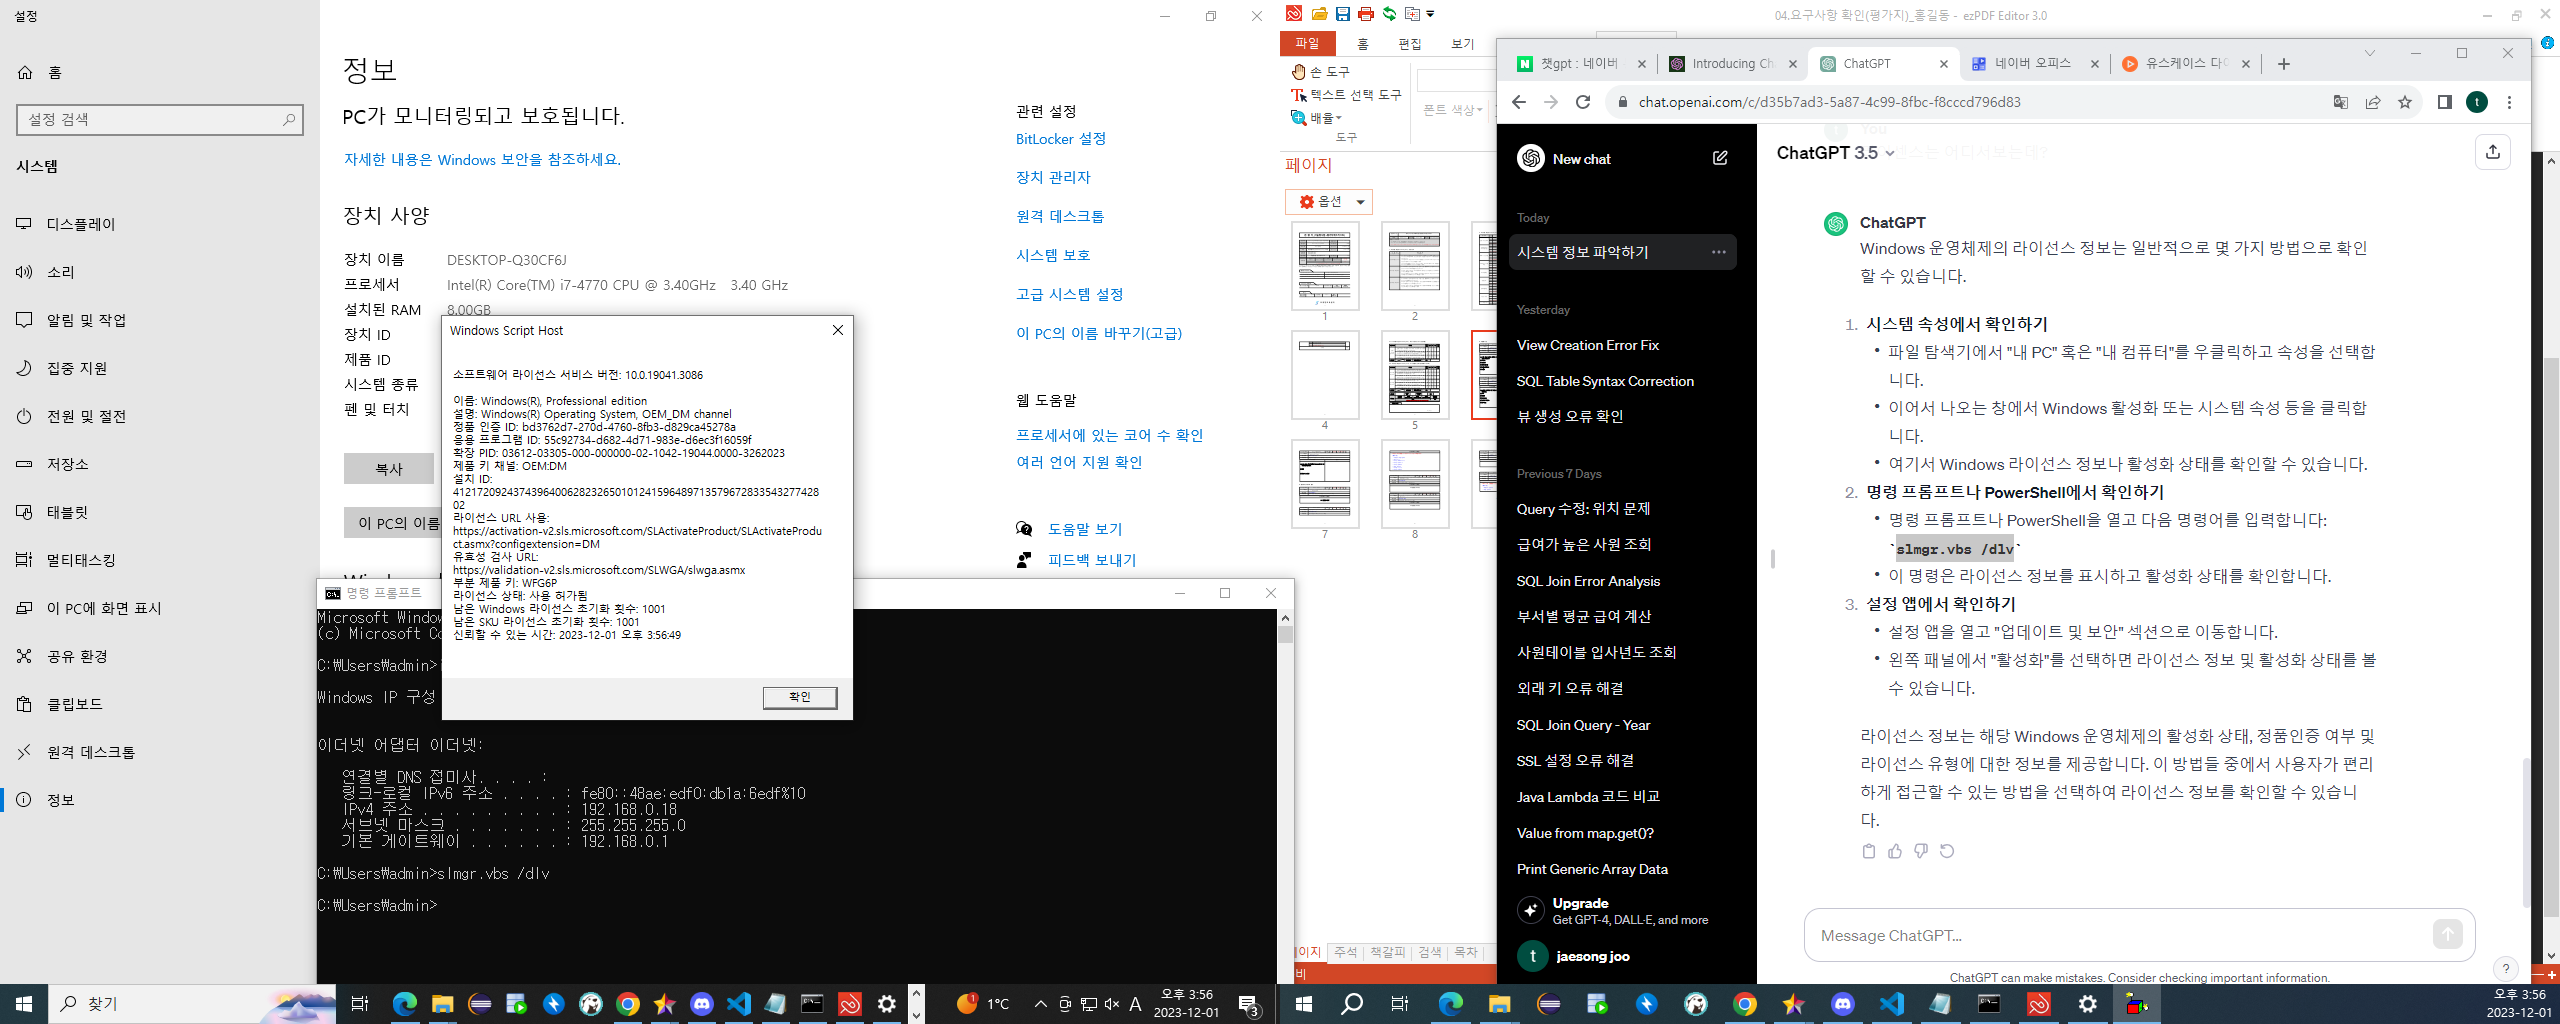 설정
홈
설정 검색
시스템
디스플레이
소리
알림 및 작업
집중 지원
전원 및 절전
저장소
태블릿
멀티태스킹
이 PC에 화면 표시
공유 환경
클립보드
원격 데스크톱
정보
정보
PC가 모니터링되고 보호됩니다.
자세한 내용은 Windows 보안을 참조하세요.
장치 사양
장치 이름 DESKTOP-Q30CF6J
프로세서 Intel(R) Core(TM) i7-4770 CPU @ 3.40GHz 3.40 GHz
설치된 RAM 8.00GB
장치 ID
제품 ID
시스템 종류
펜 및 터치
복사
이 PC의 이름
관련 설정
BitLocker 설정
장치 관리자
원격 데스크톱
시스템 보호
고급 시스템 설정
이 PC의 이름 바꾸기(고급)
웹 도움말
프로세서에 있는 코어 수 확인
여러 언어 지원 확인
도움말 보기
피드백 보내기
Windows Script Host
소프트웨어 라이선스 서비스 버전: 10.0.19041.3086
이름: Windows(R), Professional edition
설명: Windows(R) Operating System, OEM_DM channel
정품 인증 ID: bd3762d7-270d-4760-8fb3-d829ca45278a
응용 프로그램 ID: 55c92734-d682-4d71-983e-d6ec3f16059f
확장 PID: 03612-03305-000-000000-02-1042-19044.0000-3262023
제품 키 채널: OEM:DM
설치 ID:
412172092437439640062823265010124159648971357967283354327742​8
02
라이선스 URL 사용:
https://activation-v2.sls.microsoft.com/SLActivateProduct/SLActivateProdu
ct.asmx?configextension=DM
유효성 검사 URL:
https://validation-v2.sls.microsoft.com/SLWGA/slwga.asmx
부분 제품 키: WFG6P
라이선스 상태: 사용 허가됨
남은 Windows 라이선스 초기화 횟수: 1001
남은 SKU 라이선스 초기화 횟수: 1001
신뢰할 수 있는 시간: 2023-12-01 오후 3:56:49
확인
명령 프롬프트
Microsoft Window
(c) Microsoft Co
C:\Users\admin>i
Windows IP 구성
이더넷 어댑터 이더넷:
연결별 DNS 접미사. . . . :
링크-로컬 IPv6 주소 . . . . : fe80::48ae:edf0:db1a:6edf%10
IPv4 주소 . . . . . . . . . : 192.168.0.18
서브넷 마스크 . . . . . . . : 255.255.255.0
기본 게이트웨이 . . . . . . : 192.168.0.1
C:\Users\admin>slmgr.vbs /dlv
C:\Users\admin>
04.요구사항 확인(평가지)_홍길동 - ezPDF Editor 3.0
파일 홈 편집 보기
손 도구
텍스트 선택 도구
배율
도구
폰트 색상
페이지
옵션
1 2
4 5
7 8
이지 주석 책갈피 검색 목차
비
챗gpt : 네이버
Introducing Ch
ChatGPT
네이버 오피스
유스케이스 다이
chat.openai.com/c/d35b7ad3-5a87-4c99-8fbc-f8cccd796d83
t
New chat
Today
시스템 정보 파악하기
Yesterday
View Creation Error Fix
SQL Table Syntax Correction
뷰 생성 오류 확인
Previous 7 Days
Query 수정: 위치 문제
급여가 높은 사원 조회
SQL Join Error Analysis
부서별 평균 급여 계산
사원테이블 입사년도 조회
외래 키 오류 해결
SQL Join Query - Year
SSL 설정 오류 해결
Java Lambda 코드 비교
Value from map.get()?
Print Generic Array Data
Upgrade
Get GPT-4, DALL·E, and more
t jaesong joo
You
ChatGPT 3.5
ChatGPT
Windows 운영체제의 라이선스 정보는 일반적으로 몇 가지 방법으로 확인
할 수 있습니다.
1. 시스템 속성에서 확인하기
• 파일 탐색기에서 "내 PC" 혹은 "내 컴퓨터"를 우클릭하고 속성을 선택합
니다.
• 이어서 나오는 창에서 Windows 활성화 또는 시스템 속성 등을 클릭합
니다.
• 여기서 Windows 라이선스 정보나 활성화 상태를 확인할 수 있습니다.
2. 명령 프롬프트나 PowerShell에서 확인하기
• 명령 프롬프트나 PowerShell을 열고 다음 명령어를 입력합니다:
`slmgr.vbs /dlv`
• 이 명령은 라이선스 정보를 표시하고 활성화 상태를 확인합니다.
3. 설정 앱에서 확인하기
• 설정 앱을 열고 "업데이트 및 보안" 섹션으로 이동합니다.
• 왼쪽 패널에서 "활성화"를 선택하면 라이선스 정보 및 활성화 상태를 볼
수 있습니다.
라이선스 정보는 해당 Windows 운영체제의 활성화 상태, 정품인증 여부 및
라이선스 유형에 대한 정보를 제공합니다. 이 방법들 중에서 사용자가 편리
하게 접근할 수 있는 방법을 선택하여 라이선스 정보를 확인할 수 있습니
다.
Message ChatGPT...
ChatGPT can make mistakes. Consider checking important information.
?
찾기
1
1°C
A
오후 3:56
2023-12-01
3
오후 3:56
2023-12-01